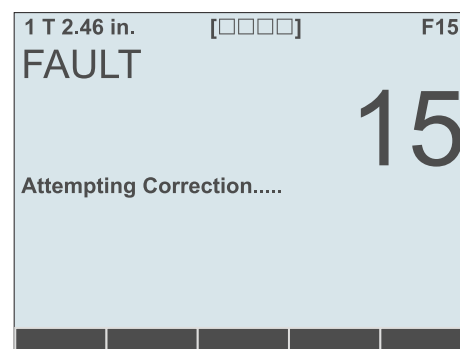 1 T 2.46 in. [□□□□] F15
FAULT
15
Attempting Correction.....